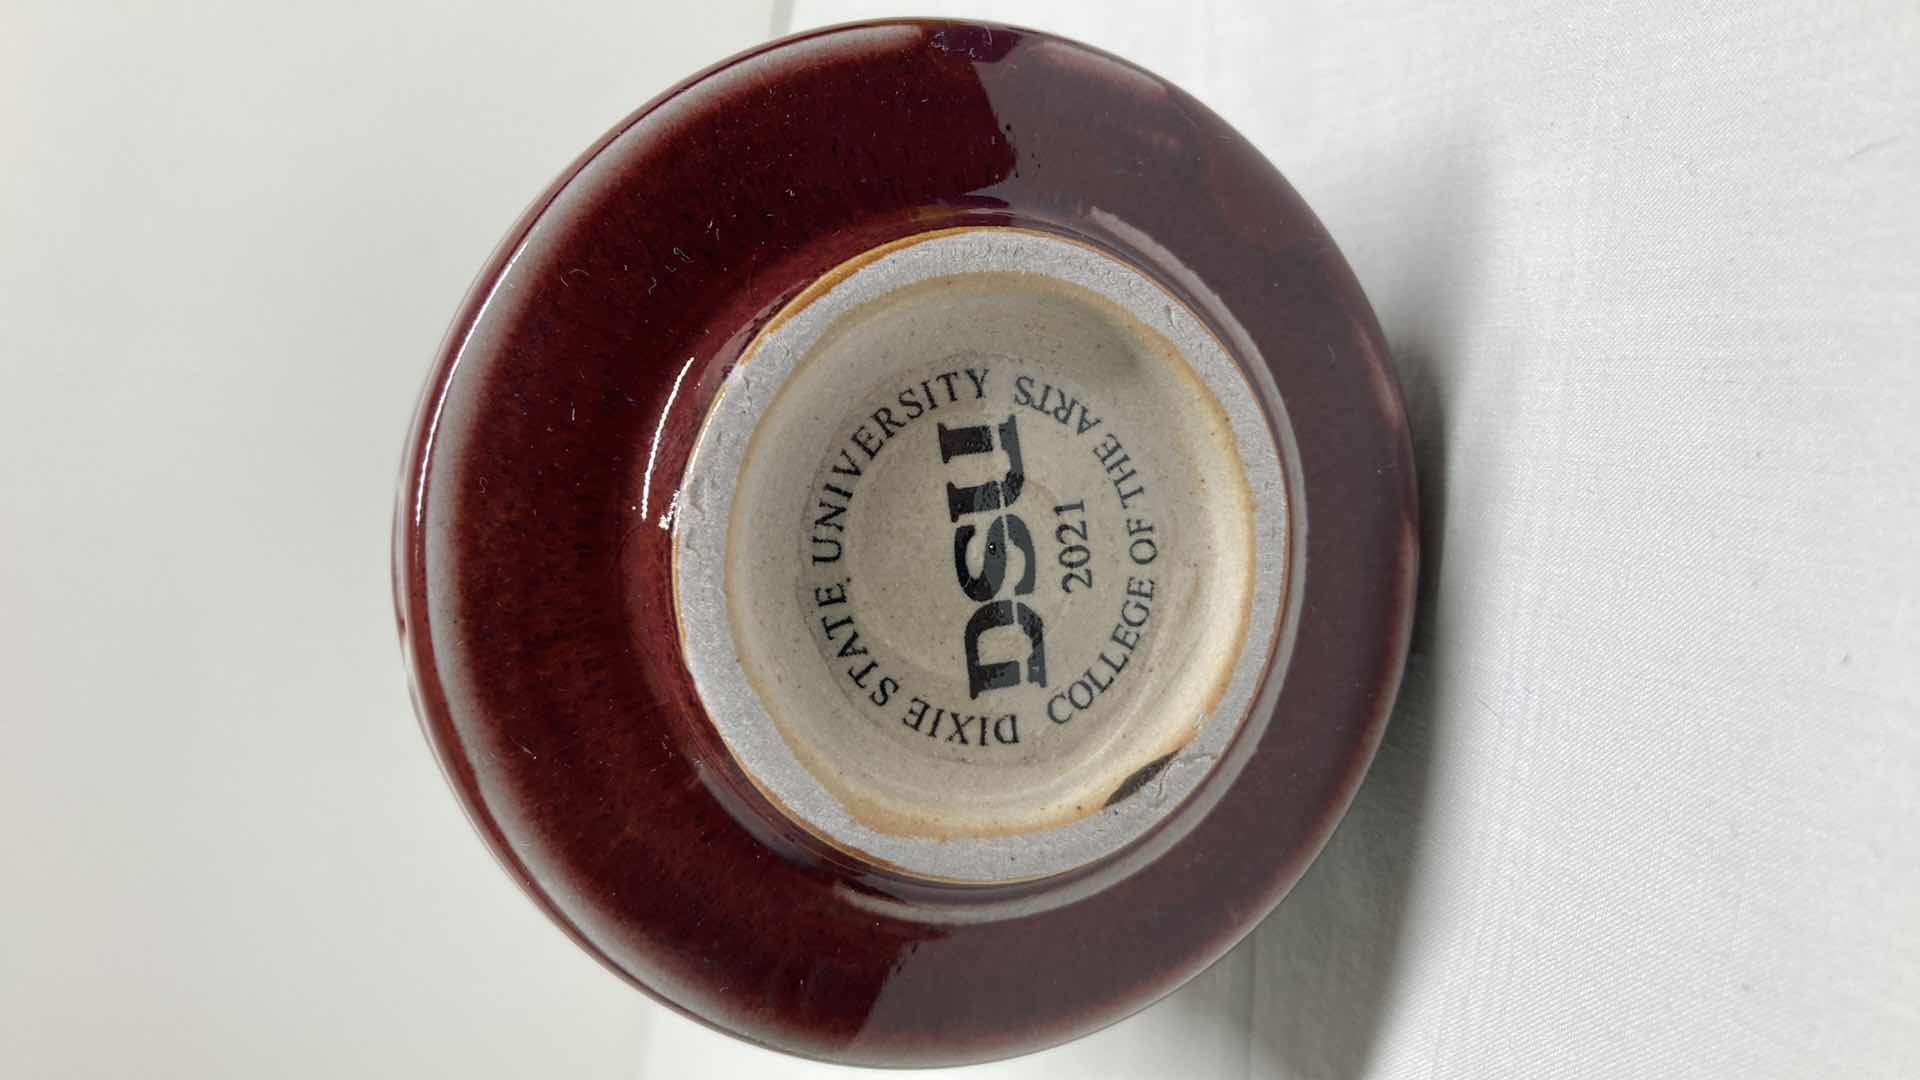 DIXIE STATE UNIVERSITY
DSU
2021
COLLEGE OF THE ARTS